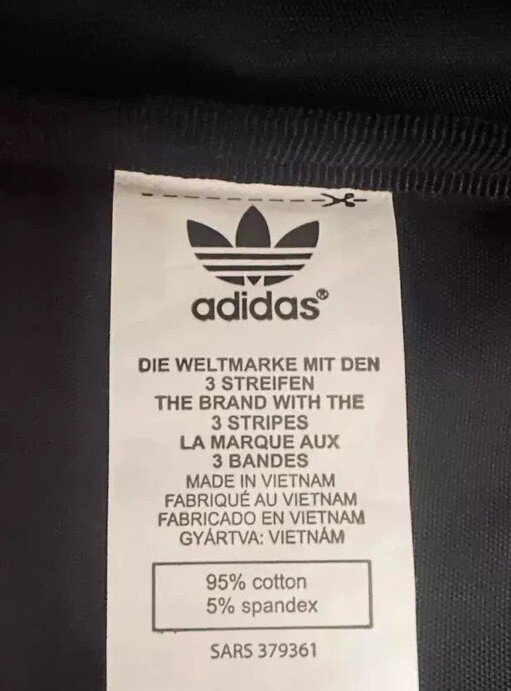 adidas®
DIE WELTMARKE MIT DEN
3 STREIFEN
THE BRAND WITH THE
3 STRIPES
LA MARQUE AUX
3 BANDES
MADE IN VIETNAM
FABRIQUÉ AU VIETNAM
FABRICADO EN VIETNAM
GYÁRTVA: VIETNÁM
95% cotton
5% spandex
SARS 379361